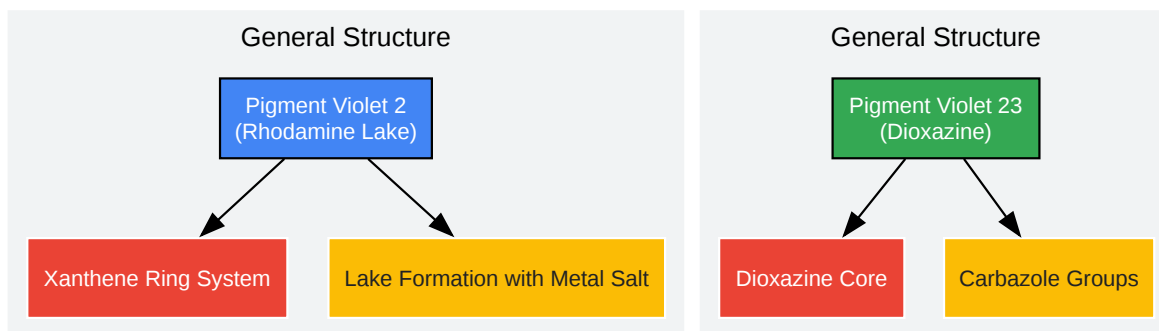 General Structure
Pigment Violet 2
(Rhodamine Lake)
Xanthene Ring System
Lake Formation with Metal Salt
General Structure
Pigment Violet 23
(Dioxazine)
Dioxazine Core
Carbazole Groups